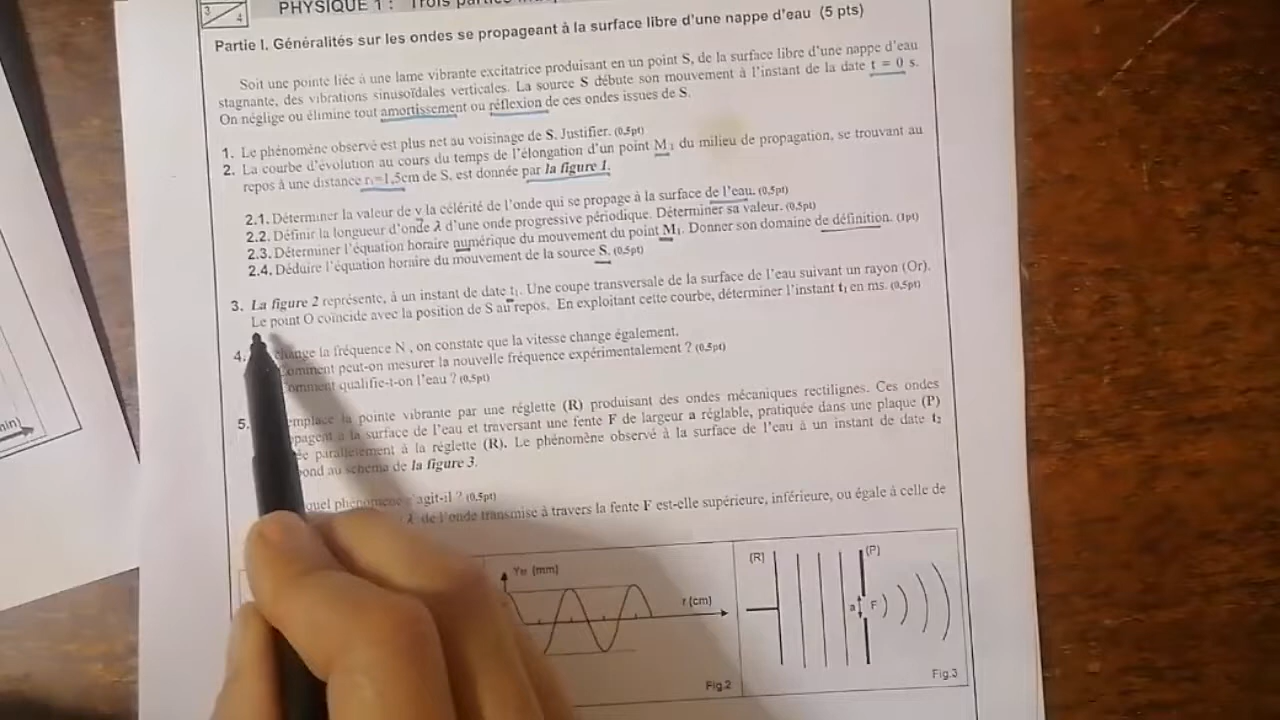 3
4
PHYSIQUE 1 : Trois parties
Partie I. Généralités sur les ondes se propageant à la surface libre d'une nappe d'eau (5 pts)
Soit une pointe liée à une lame vibrante excitatrice produisant en un point S, de la surface libre d'une nappe d'eau
stagnante, des vibrations sinusoïdales verticales. La source S débute son mouvement à l'instant de la date t = 0 s.
On néglige ou élimine tout amortissement ou réflexion de ces ondes issues de S.
1. Le phénomène observé est plus net au voisinage de S. Justifier. (0,5pt)
2. La courbe d'évolution au cours du temps de l'élongation d'un point M₁ du milieu de propagation, se trouvant au
repos à une distance r₁=1,5cm de S, est donnée par la figure 1.
2.1. Déterminer la valeur de v la célérité de l'onde qui se propage à la surface de l'eau. (0,5pt)
2.2. Définir la longueur d'onde λ d'une onde progressive périodique. Déterminer sa valeur. (0,5pt)
2.3. Déterminer l'équation horaire numérique du mouvement du point M₁. Donner son domaine de définition. (1pt)
2.4. Déduire l'équation horaire du mouvement de la source S. (0,5pt)
3. La figure 2 représente, à un instant de date t₁. Une coupe transversale de la surface de l'eau suivant un rayon (Or).
Le point O coïncide avec la position de S au repos. En exploitant cette courbe, déterminer l'instant t₁ en ms. (0,5pt)
4. change la fréquence N , on constate que la vitesse change également.
Comment peut-on mesurer la nouvelle fréquence expérimentalement ? (0,5pt)
Comment qualifie-t-on l'eau ? (0,5pt)
5. emplace la pointe vibrante par une réglette (R) produisant des ondes mécaniques rectilignes. Ces ondes
pagent à la surface de l'eau et traversant une fente F de largeur a réglable, pratiquée dans une plaque (P)
ée parallèlement à la réglette (R). Le phénomène observé à la surface de l'eau à un instant de date t₂
pond au schéma de la figure 3.
quel phénomène s'agit-il ? (0,5pt)
λ de l'onde transmise à travers la fente F est-elle supérieure, inférieure, ou égale à celle de
min)
(mm)
r (cm)
Fig.2
(R)
(P)
a
F
Fig.3